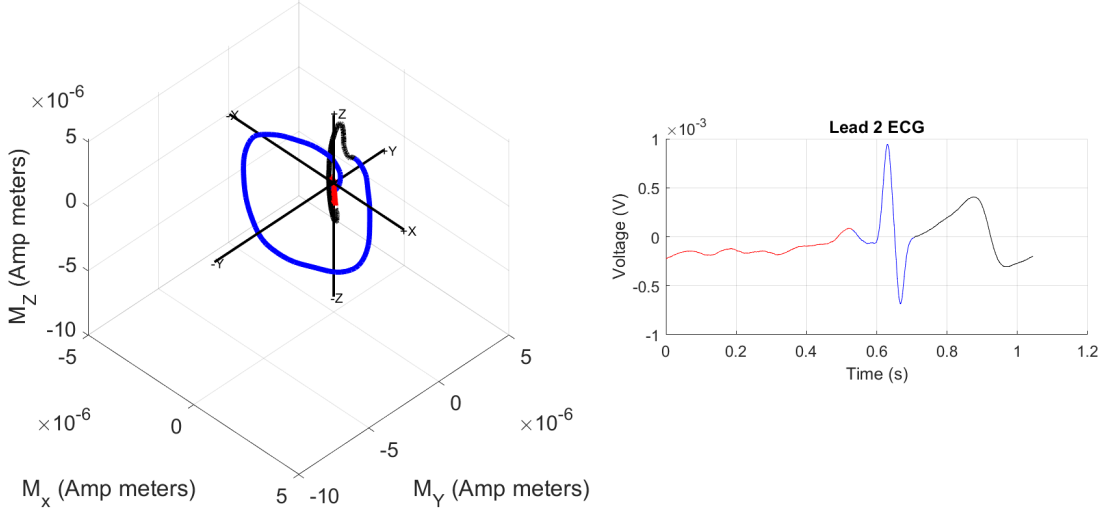 ×10⁻⁶
5
0
-5
-10
M_Z (Amp meters)
-X
+Z
+Y
+X
-Y
-Z
-5
0
5
×10⁻⁶
M_x (Amp meters)
-10
-5
0
5
×10⁻⁶
M_Y (Amp meters)
Lead 2 ECG
×10⁻³
1
0.5
0
-0.5
-1
Voltage (V)
0
0.2
0.4
0.6
0.8
1
1.2
Time (s)